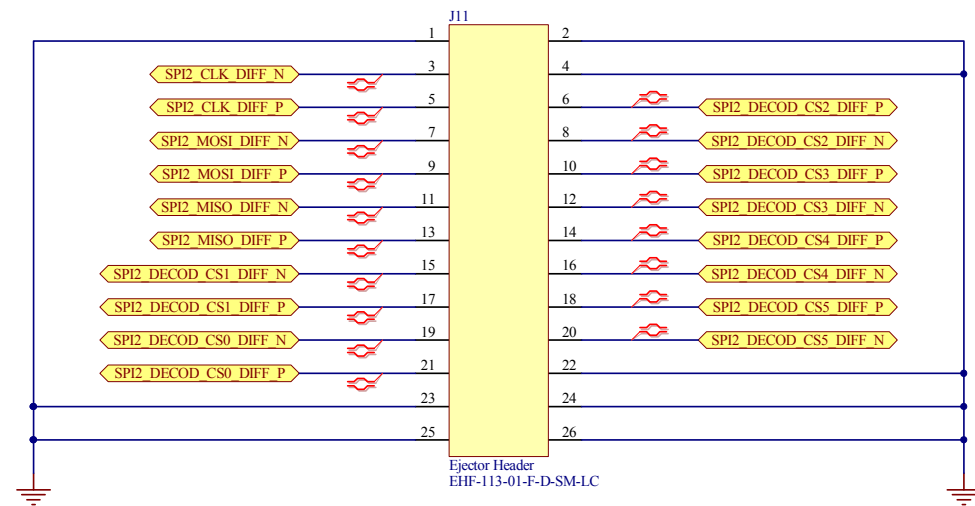 J11
1 2
SPI2_CLK_DIFF_N 3 4
SPI2_CLK_DIFF_P 5 6 SPI2_DECOD_CS2_DIFF_P
SPI2_MOSI_DIFF_N 7 8 SPI2_DECOD_CS2_DIFF_N
SPI2_MOSI_DIFF_P 9 10 SPI2_DECOD_CS3_DIFF_P
SPI2_MISO_DIFF_N 11 12 SPI2_DECOD_CS3_DIFF_N
SPI2_MISO_DIFF_P 13 14 SPI2_DECOD_CS4_DIFF_P
SPI2_DECOD_CS1_DIFF_N 15 16 SPI2_DECOD_CS4_DIFF_N
SPI2_DECOD_CS1_DIFF_P 17 18 SPI2_DECOD_CS5_DIFF_P
SPI2_DECOD_CS0_DIFF_N 19 20 SPI2_DECOD_CS5_DIFF_N
SPI2_DECOD_CS0_DIFF_P 21 22
23 24
25 26
Ejector Header
EHF-113-01-F-D-SM-LC